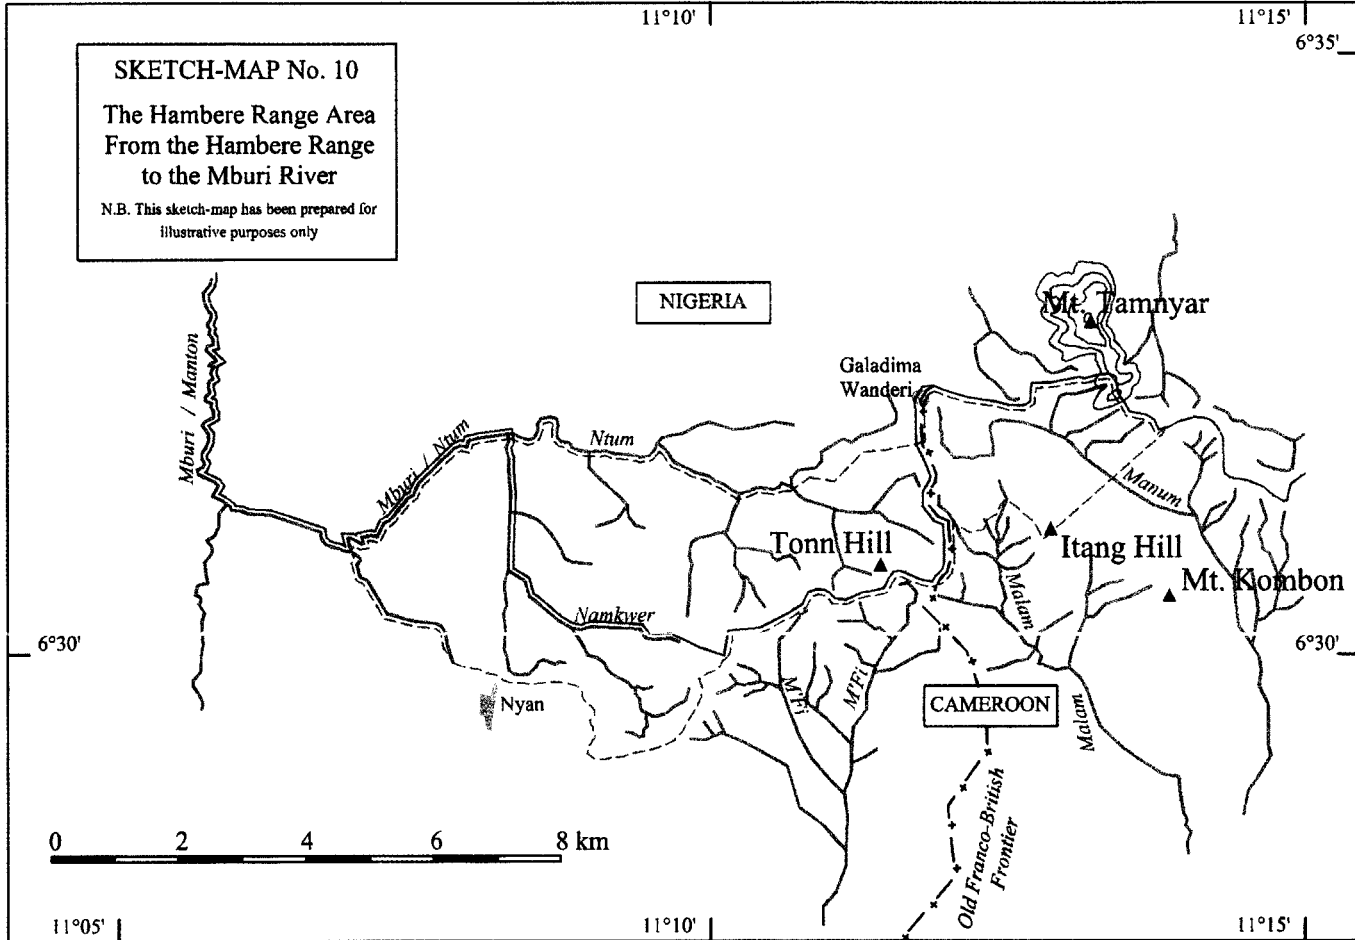 11°10'
11°15'
6°35'
SKETCH-MAP No. 10
The Hambere Range Area
From the Hambere Range
to the Mburi River
N.B. This sketch-map has been prepared for
illustrative purposes only
NIGERIA
Mt. Tamnyar
Galadima
Wanderi
Mburi / Manton
Mburi / Ntum
Ntum
Manum
Tonn Hill
Itang Hill
Mt. Kombon
Malam
Namkwer
6°30'
6°30'
M'Fi
M'Fi
Nyan
CAMEROON
Malam
Old Franco-British
Frontier
0 2 4 6 8 km
11°05'
11°10'
11°15'